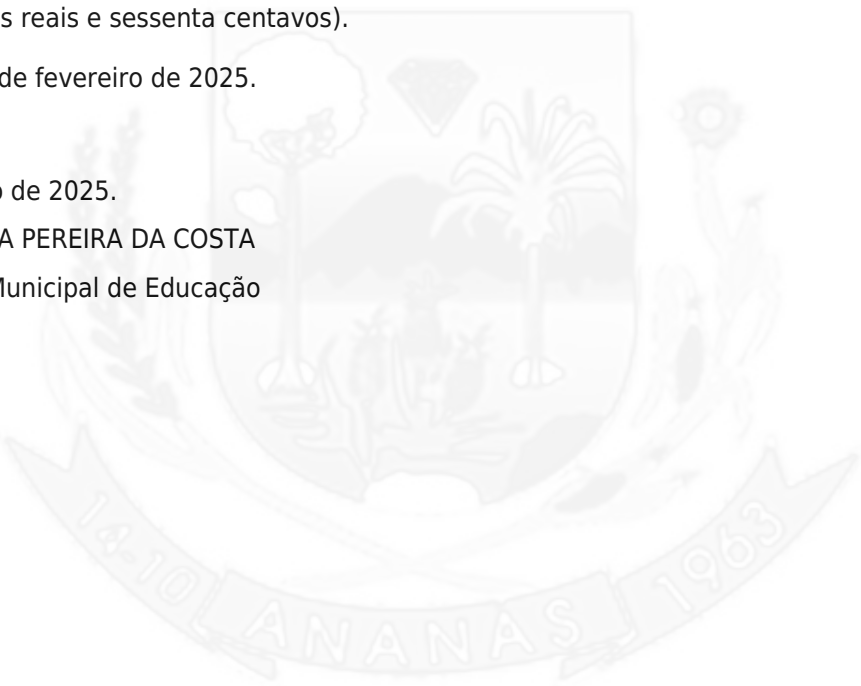 s reais e sessenta centavos).
de fevereiro de 2025.
o de 2025.
A PEREIRA DA COSTA
Municipal de Educação
14-10
ANANÁS
1963